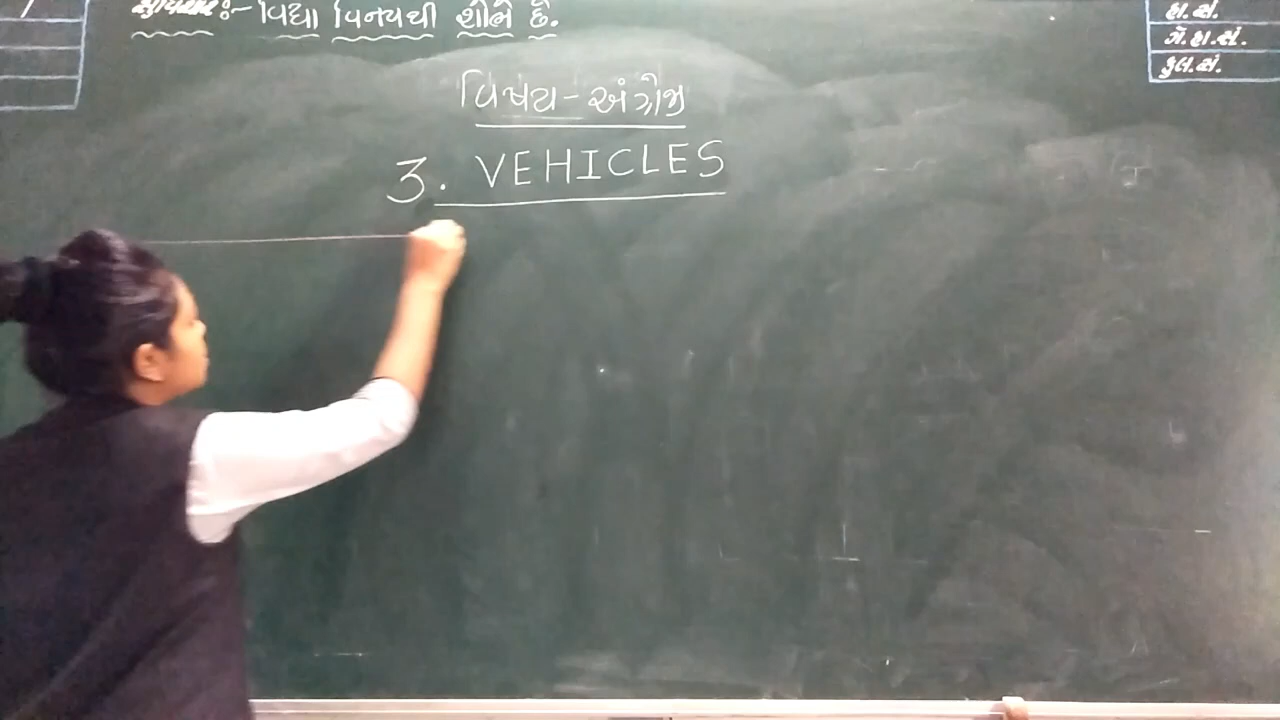 સુવિચાર :- વિદ્યા વિનયથી શોભે છે.
હા. સં.
ગે. હા. સં.
કુલ. સં.
વિષય - અંગ્રેજી
3. VEHICLES